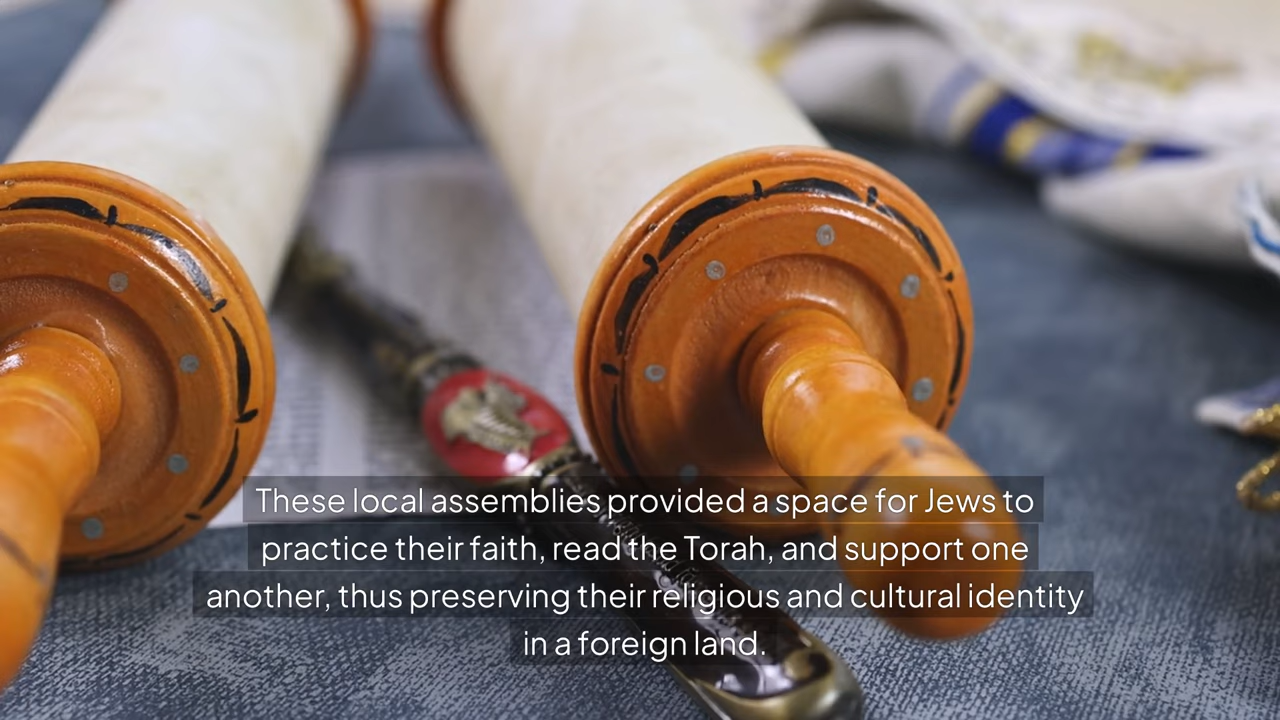 These local assemblies provided a space for Jews to
practice their faith, read the Torah, and support one
another, thus preserving their religious and cultural identity
in a foreign land.